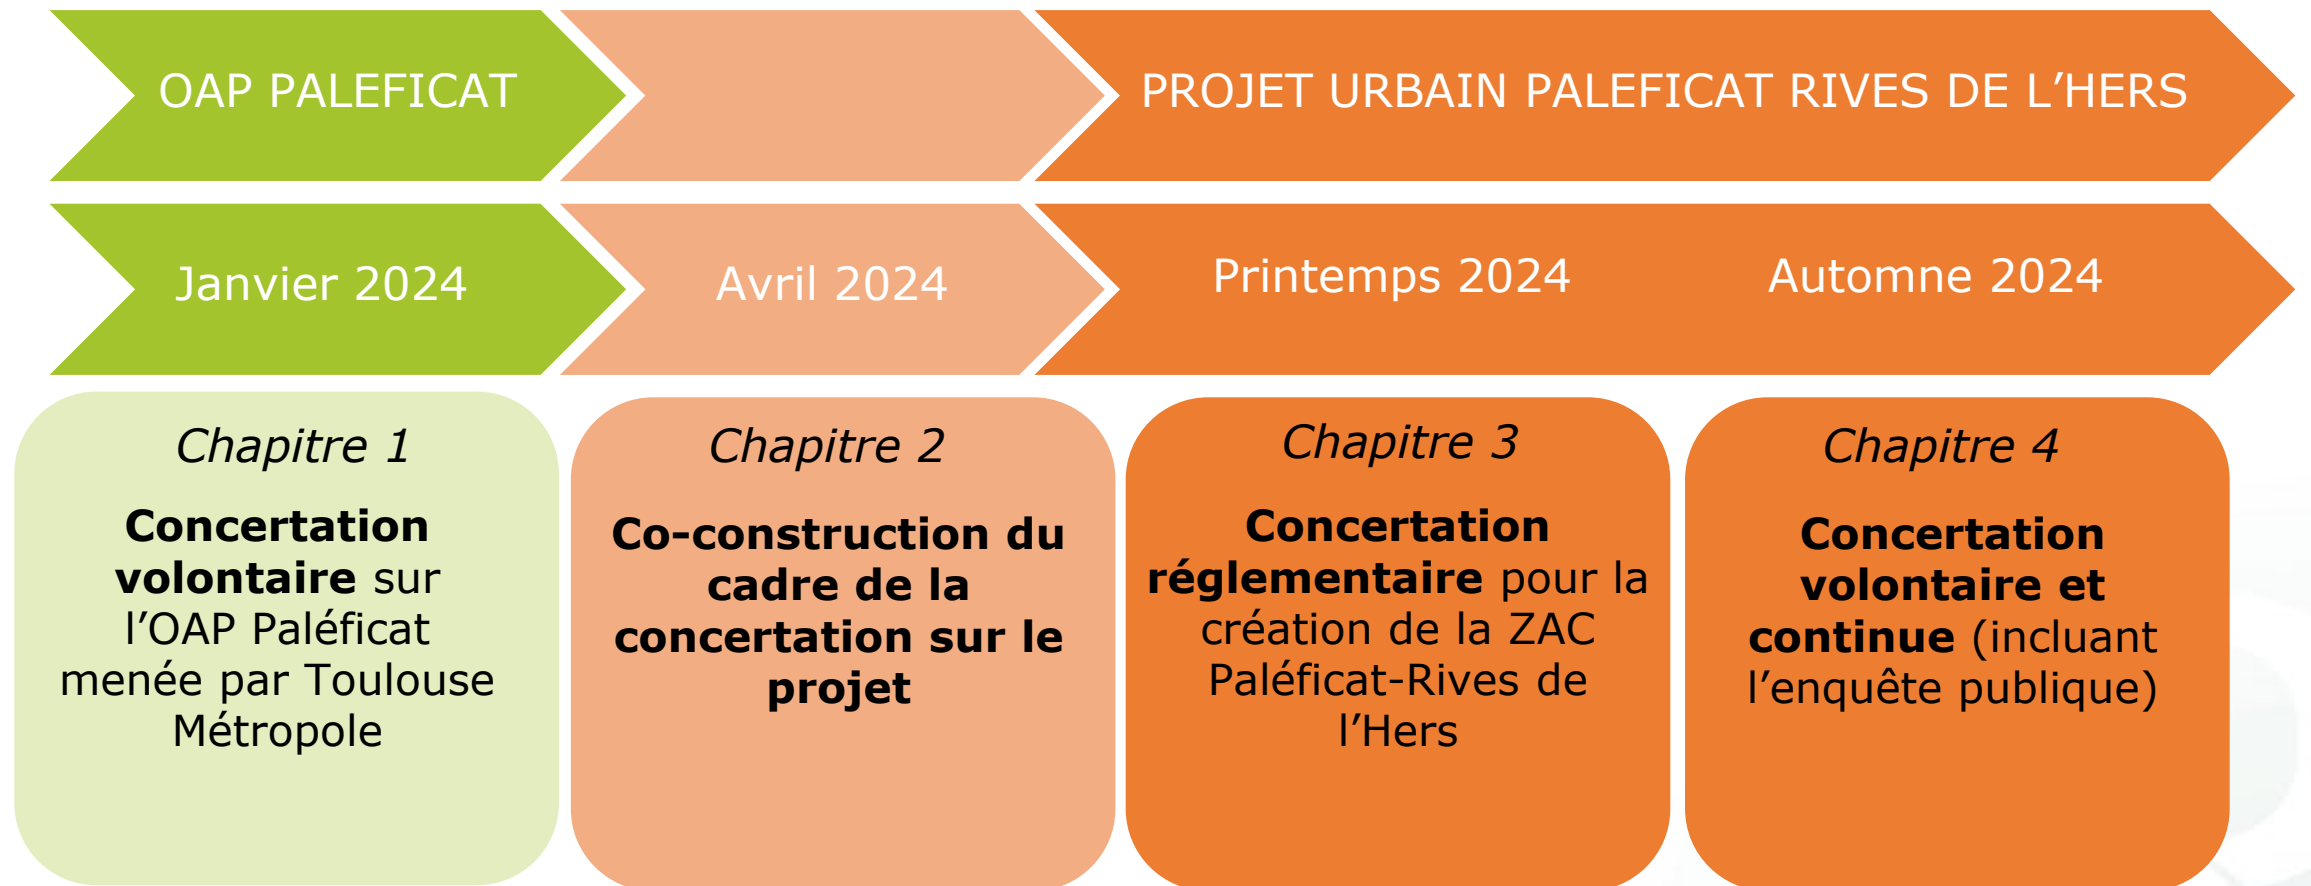 OAP PALEFICAT
PROJET URBAIN PALEFICAT RIVES DE L’HERS
Janvier 2024
Avril 2024
Printemps 2024
Automne 2024
Chapitre 1
Concertation
volontaire sur
l’OAP Paléficat
menée par Toulouse
Métropole
Chapitre 2
Co-construction du
cadre de la
concertation sur le
projet
Chapitre 3
Concertation
réglementaire pour la
création de la ZAC
Paléficat-Rives de
l’Hers
Chapitre 4
Concertation
volontaire et
continue (incluant
l’enquête publique)